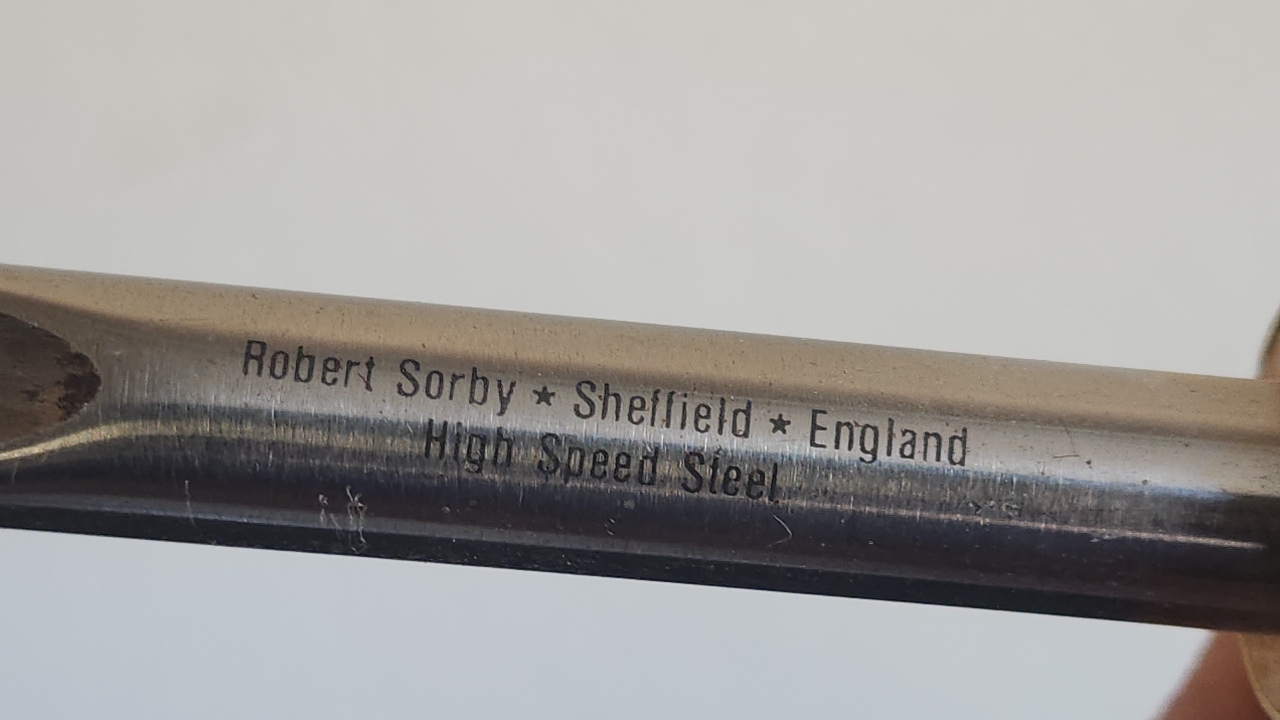 Robert Sorby ★ Sheffield ★ England
High Speed Steel